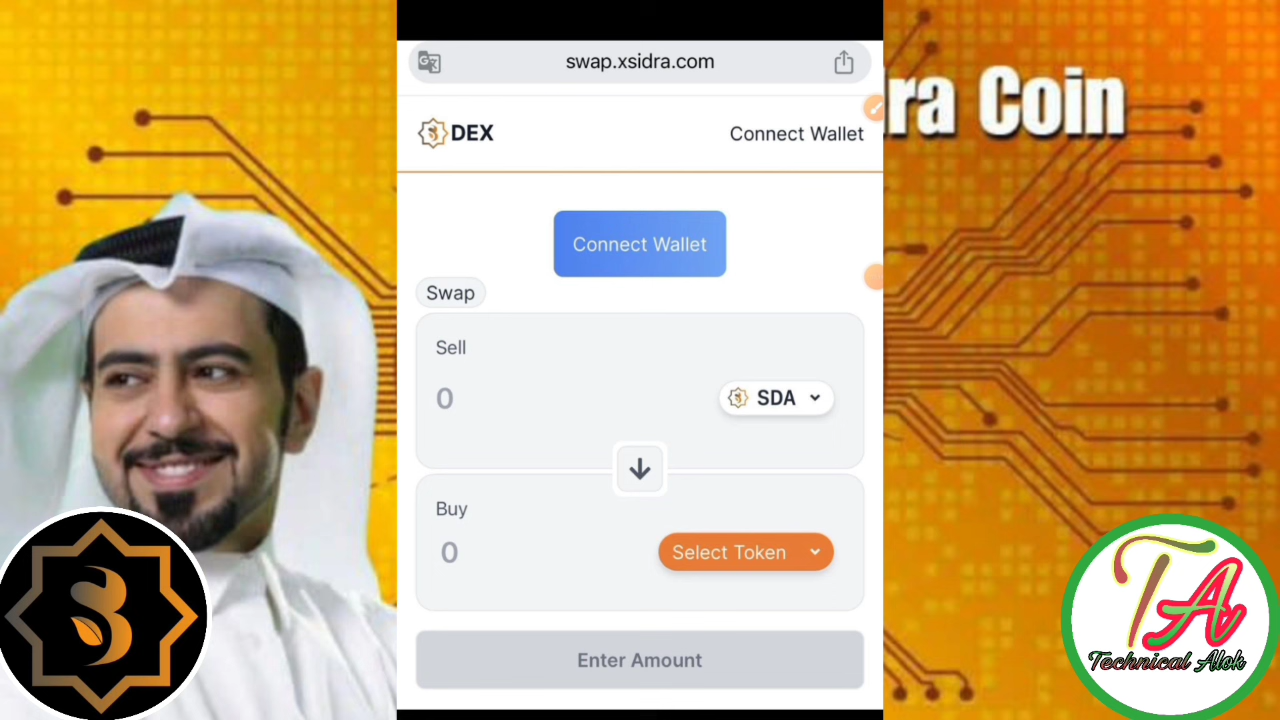 swap.xsidra.com
DEX
Connect Wallet
ra Coin
Connect Wallet
Swap
Sell
0
SDA
Buy
0
Select Token
Enter Amount
TA
Technical Alok